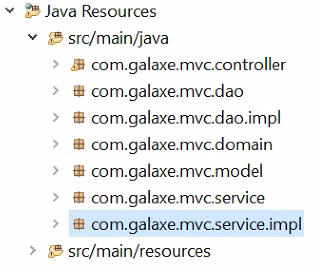 Java Resources
src/main/java
com.galaxe.mvc.controller
com.galaxe.mvc.dao
com.galaxe.mvc.dao.impl
com.galaxe.mvc.domain
com.galaxe.mvc.model
com.galaxe.mvc.service
com.galaxe.mvc.service.impl
src/main/resources